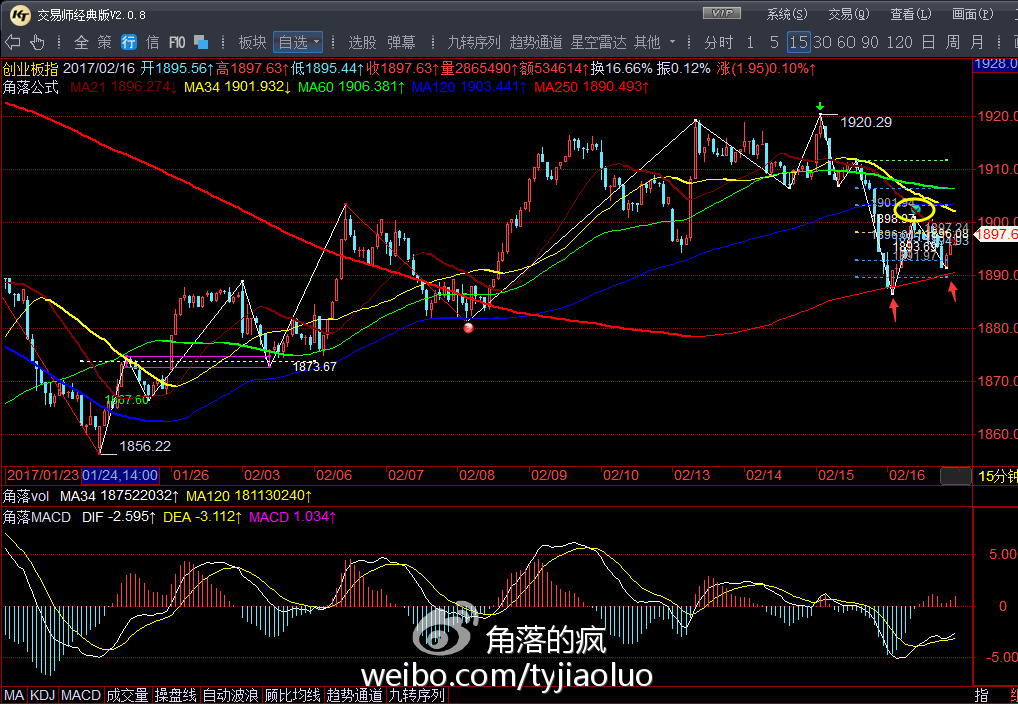 交易师经典版V2.0.8 VIP 系统(S) 交易(Q) 查看(L) 画面(P)
全 策 行 信 F10 板块 自选 选股 弹幕 九转序列 趋势通道 星空雷达 其他 分时 1 5 15 30 60 90 120 日 周 月
创业板指 2017/02/16 开1895.56↑高1897.63↑低1895.44↑收1897.63↑量2865490↑额534614↑换16.66% 振0.12% 涨(1.95)0.10%↑
1928.0
角落公式 MA21 1896.274↓ MA34 1901.932↓ MA60 1906.381↑ MA120 1903.441↑ MA250 1890.493↑
1920.0
1920.29
1910.0
1900.0
1898.97
1897.6
1893.69
1891.97
1890.0
1880.0
1873.67
1870.0
1867.60
1860.0
1856.22
2017/01/23 01/24,14:00 01/26 02/03 02/06 02/07 02/08 02/09 02/10 02/13 02/14 02/15 02/16 15分钟
角落vol MA34 187522032↑ MA120 181130240↑
角落MACD DIF -2.595↑ DEA -3.112↑ MACD 1.034↑
5.00
0
-5.00
角落的疯
weibo.com/tyjiaoluo
MA KDJ MACD 成交量 操盘线 自动波浪 顾比均线 趋势通道 九转序列 指